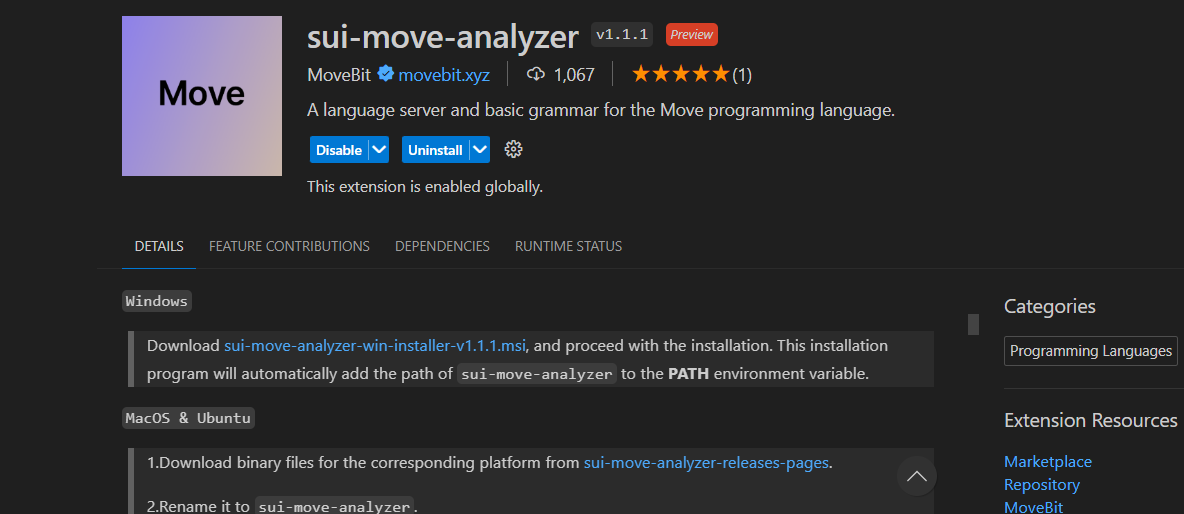 Move
sui-move-analyzer v1.1.1 Preview
MoveBit movebit.xyz 1,067 (1)
A language server and basic grammar for the Move programming language.
Disable Uninstall
This extension is enabled globally.
DETAILS FEATURE CONTRIBUTIONS DEPENDENCIES RUNTIME STATUS
Windows
Download sui-move-analyzer-win-installer-v1.1.1.msi, and proceed with the installation. This installation
program will automatically add the path of sui-move-analyzer to the PATH environment variable.
MacOS & Ubuntu
1.Download binary files for the corresponding platform from sui-move-analyzer-releases-pages.
2.Rename it to sui-move-analyzer.
Categories
Programming Languages
Extension Resources
Marketplace
Repository
MoveBit